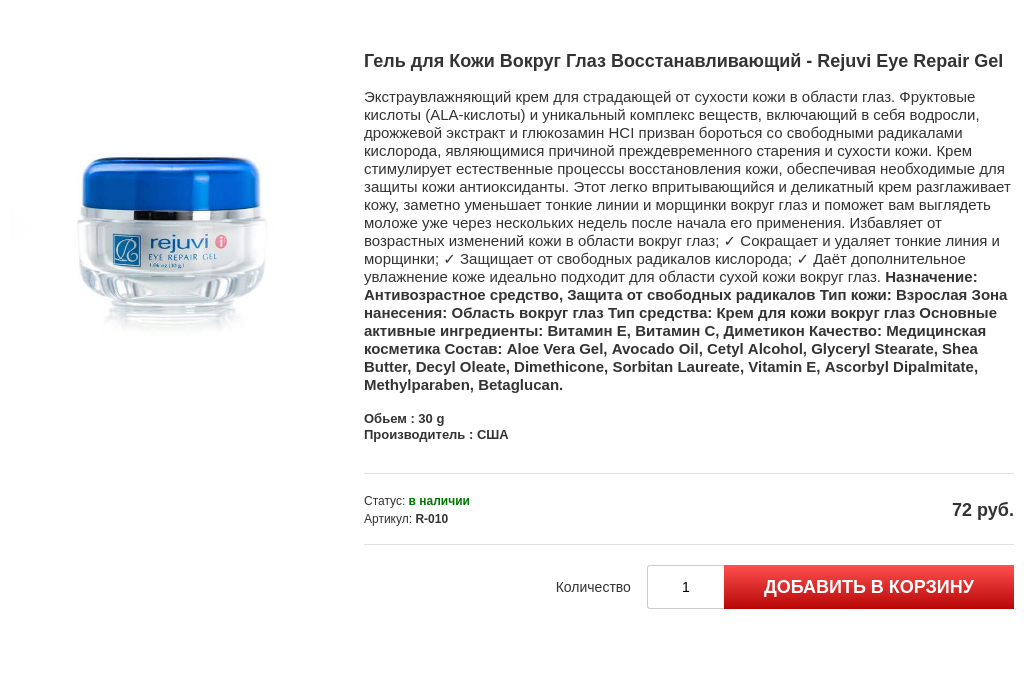 Гель для Кожи Вокруг Глаз Восстанавливающий - Rejuvi Eye Repair Gel
Экстраувлажняющий крем для страдающей от сухости кожи в области глаз. Фруктовые
кислоты (ALA-кислоты) и уникальный комплекс веществ, включающий в себя водросли,
дрожжевой экстракт и глюкозамин HCI призван бороться со свободными радикалами
кислорода, являющимися причиной преждевременного старения и сухости кожи. Крем
стимулирует естественные процессы восстановления кожи, обеспечивая необходимые для
защиты кожи антиоксиданты. Этот легко впритывающийся и деликатный крем разглаживает
кожу, заметно уменьшает тонкие линии и морщинки вокруг глаз и поможет вам выглядеть
моложе уже через нескольких недель после начала его применения. Избавляет от
возрастных изменений кожи в области вокруг глаз; ✓ Сокращает и удаляет тонкие линия и
морщинки; ✓ Защищает от свободных радикалов кислорода; ✓ Даёт дополнительное
увлажнение коже идеально подходит для области сухой кожи вокруг глаз. Назначение:
Антивозрастное средство, Защита от свободных радикалов Тип кожи: Взрослая Зона
нанесения: Область вокруг глаз Тип средства: Крем для кожи вокруг глаз Основные
активные ингредиенты: Витамин Е, Витамин С, Диметикон Качество: Медицинская
косметика Состав: Aloe Vera Gel, Avocado Oil, Cetyl Alcohol, Glyceryl Stearate, Shea
Butter, Decyl Oleate, Dimethicone, Sorbitan Laureate, Vitamin E, Ascorbyl Dipalmitate,
Methylparaben, Betaglucan.
rejuvi i
EYE REPAIR GEL
1.06 oz (30 g)
Обьем : 30 g
Производитель : США
Статус: в наличии
Артикул: R-010
72 руб.
Количество 1 ДОБАВИТЬ В КОРЗИНУ